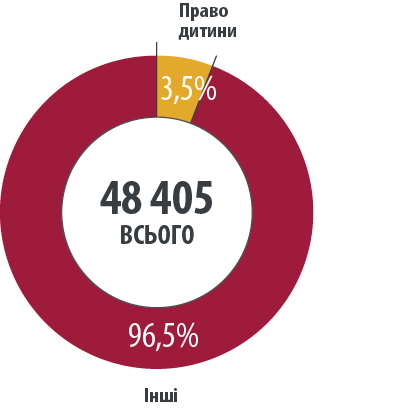 Право
дитини
3,5%
48 405
ВСЬОГО
96,5%
Інші